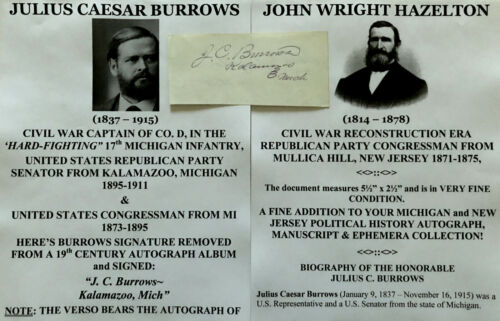 JULIUS CAESAR BURROWS
J. C. Burrows
Kalamazoo
Mich
(1837 – 1915)
CIVIL WAR CAPTAIN OF CO. D, IN THE
‘HARD-FIGHTING” 17th MICHIGAN INFANTRY,
UNITED STATES REPUBLICAN PARTY
SENATOR FROM KALAMAZOO, MICHIGAN
1895-1911
&
UNITED STATES CONGRESSMAN FROM MI
1873-1895
HERE’S BURROWS SIGNATURE REMOVED
FROM A 19th CENTURY AUTOGRAPH ALBUM
and SIGNED:
“J. C. Burrows~
Kalamazoo, Mich”
NOTE: THE VERSO BEARS THE AUTOGRAPH OF
JOHN WRIGHT HAZELTON
(1814 – 1878)
CIVIL WAR RECONSTRUCTION ERA
REPUBLICAN PARTY CONGRESSMAN FROM
MULLICA HILL, NEW JERSEY 1871-1875,
<<>::<>>
The document measures 5½” x 2½” and is in VERY FINE
CONDITION.
A FINE ADDITION TO YOUR MICHIGAN and NEW
JERSEY POLITICAL HISTORY AUTOGRAPH,
MANUSCRIPT & EPHEMERA COLLECTION!
<<>::<>>
BIOGRAPHY OF THE HONORABLE
JULIUS C. BURROWS
Julius Caesar Burrows (January 9, 1837 – November 16, 1915) was a
U.S. Representative and a U.S. Senator from the state of Michigan.